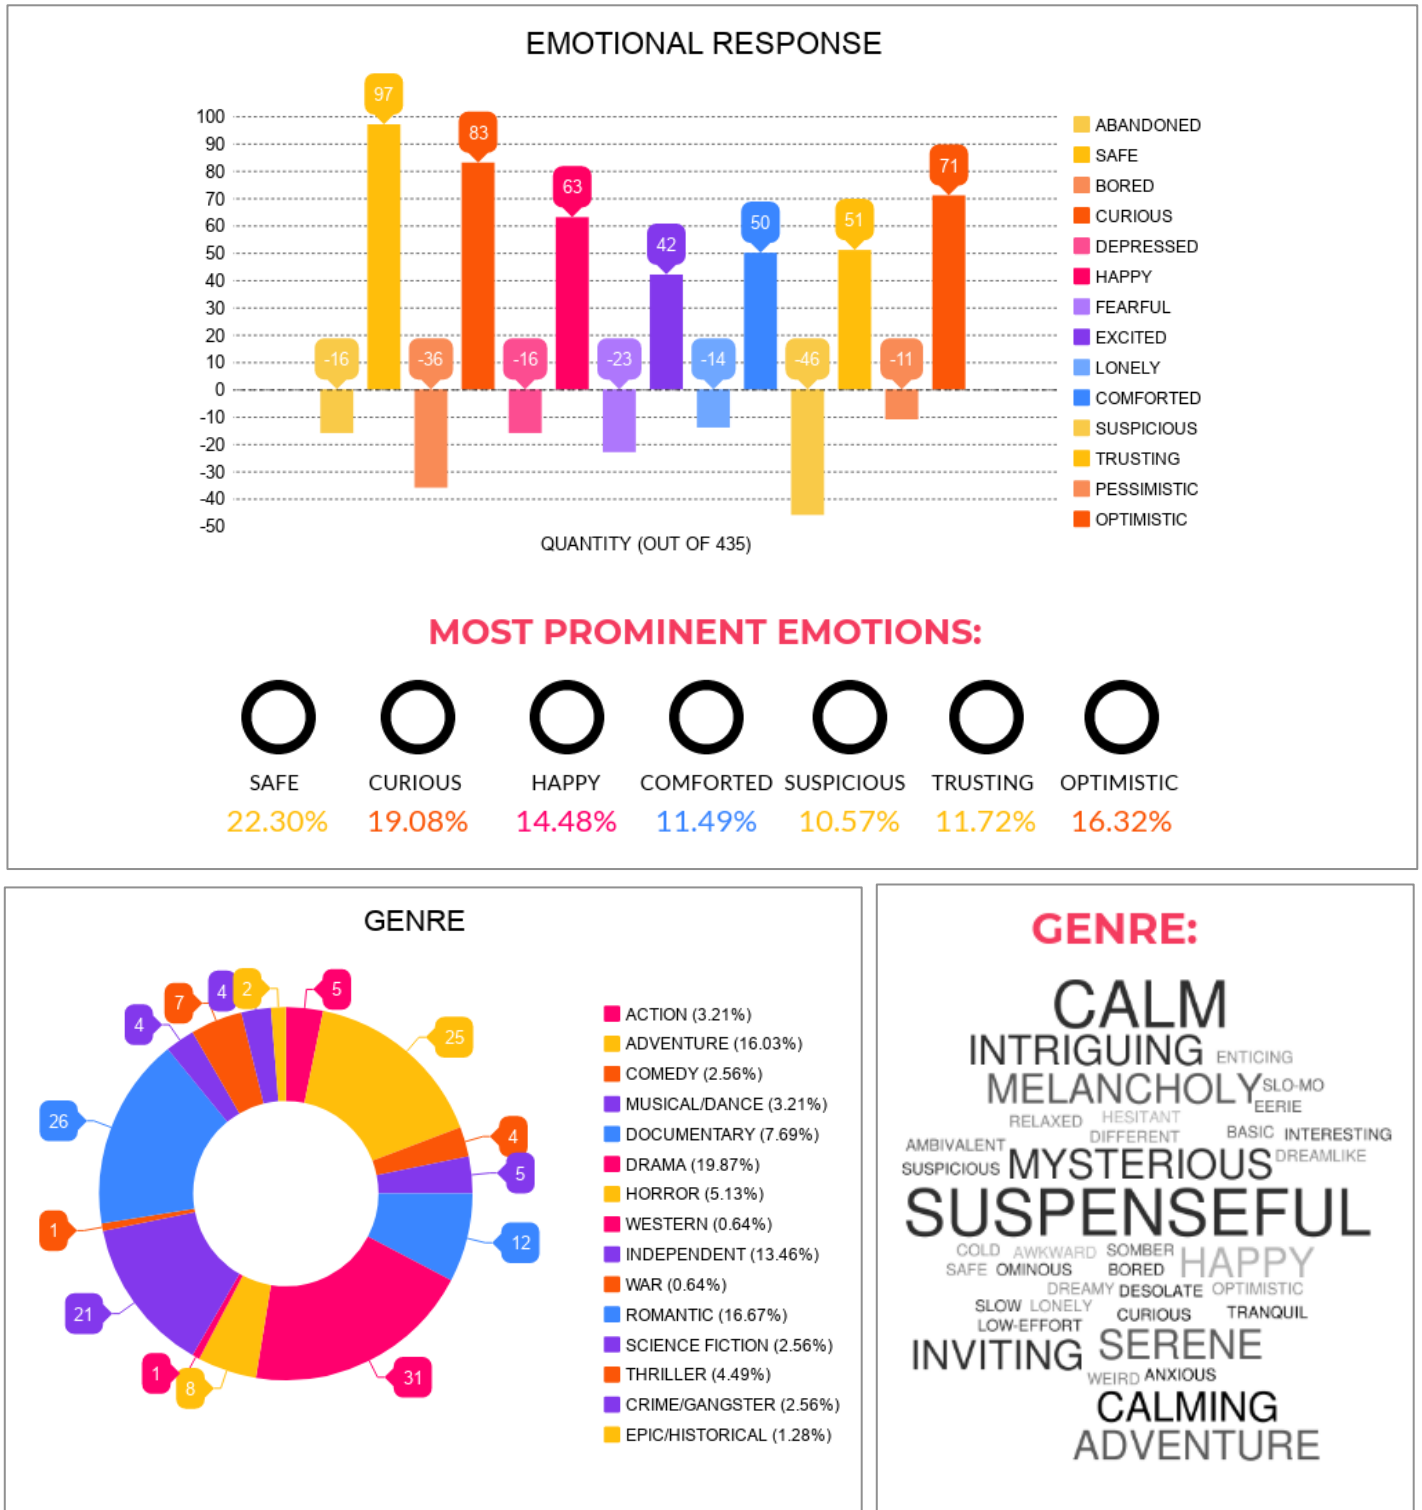 EMOTIONAL RESPONSE
97
100
83
90
71
80
63
70
51
50
60
42
50
40
30
20
-16
-36
-16
-23
-14
-46
-11
10
0
-10
-20
-30
-40
-50
QUANTITY (OUT OF 435)
ABANDONED
SAFE
BORED
CURIOUS
DEPRESSED
HAPPY
FEARFUL
EXCITED
LONELY
COMFORTED
SUSPICIOUS
TRUSTING
PESSIMISTIC
OPTIMISTIC
MOST PROMINENT EMOTIONS:
SAFE CURIOUS HAPPY COMFORTED SUSPICIOUS TRUSTING OPTIMISTIC
22.30% 19.08% 14.48% 11.49% 10.57% 11.72% 16.32%
GENRE
5
25
4
5
12
31
8
1
21
1
26
4
7
4
2
ACTION (3.21%)
ADVENTURE (16.03%)
COMEDY (2.56%)
MUSICAL/DANCE (3.21%)
DOCUMENTARY (7.69%)
DRAMA (19.87%)
HORROR (5.13%)
WESTERN (0.64%)
INDEPENDENT (13.46%)
WAR (0.64%)
ROMANTIC (16.67%)
SCIENCE FICTION (2.56%)
THRILLER (4.49%)
CRIME/GANGSTER (2.56%)
EPIC/HISTORICAL (1.28%)
GENRE:
CALM
INTRIGUING ENTICING
MELANCHOLY SLO-MO
EERIE
RELAXED HESITANT
DIFFERENT BASIC INTERESTING
AMBIVALENT
SUSPICIOUS MYSTERIOUS DREAMLIKE
SUSPENSEFUL
COLD AWKWARD SOMBER
SAFE OMINOUS BORED HAPPY
DREAMY DESOLATE OPTIMISTIC
SLOW LONELY CURIOUS TRANQUIL
LOW-EFFORT
INVITING SERENE
WEIRD ANXIOUS
CALMING
ADVENTURE